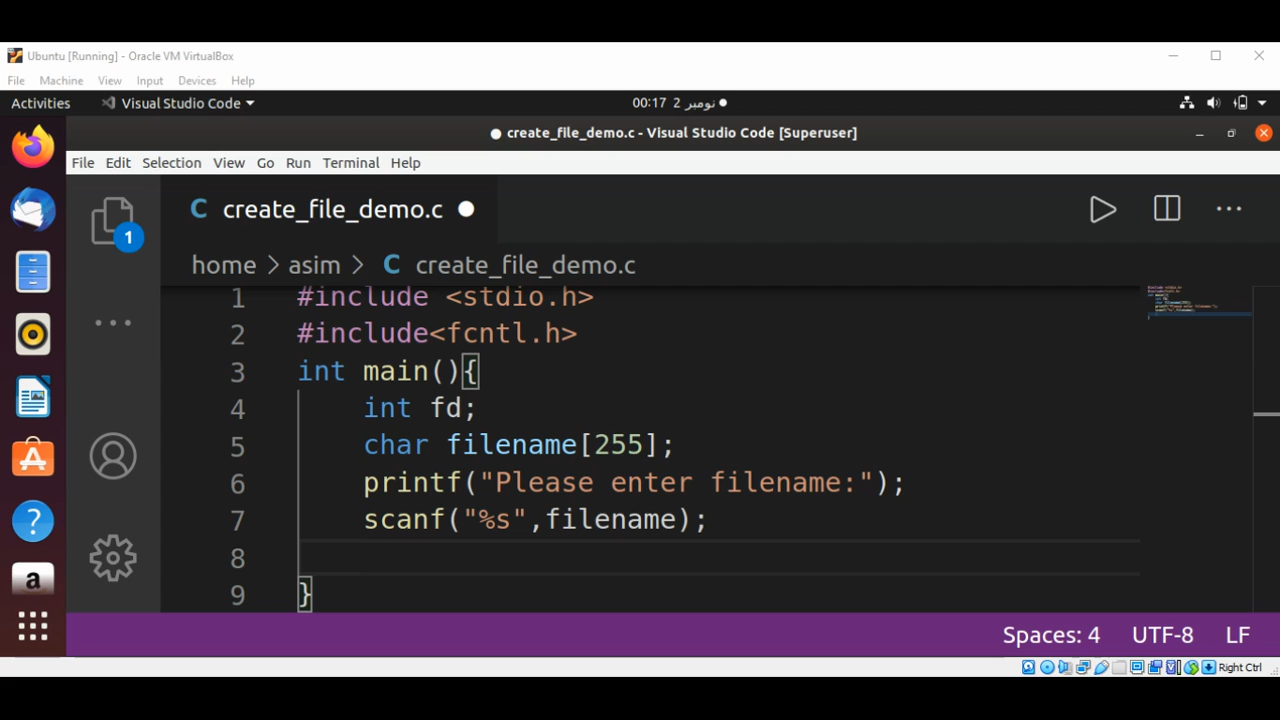 Ubuntu [Running] - Oracle VM VirtualBox
File Machine View Input Devices Help
Activities Visual Studio Code 00:17 2 نومبر
create_file_demo.c - Visual Studio Code [Superuser]
File Edit Selection View Go Run Terminal Help
C create_file_demo.c
1
home > asim > C create_file_demo.c
1 #include <stdio.h>
2 #include<fcntl.h>
3 int main(){
4 int fd;
5 char filename[255];
6 printf("Please enter filename:");
7 scanf("%s",filename);
8
9 }
Spaces: 4 UTF-8 LF
Right Ctrl